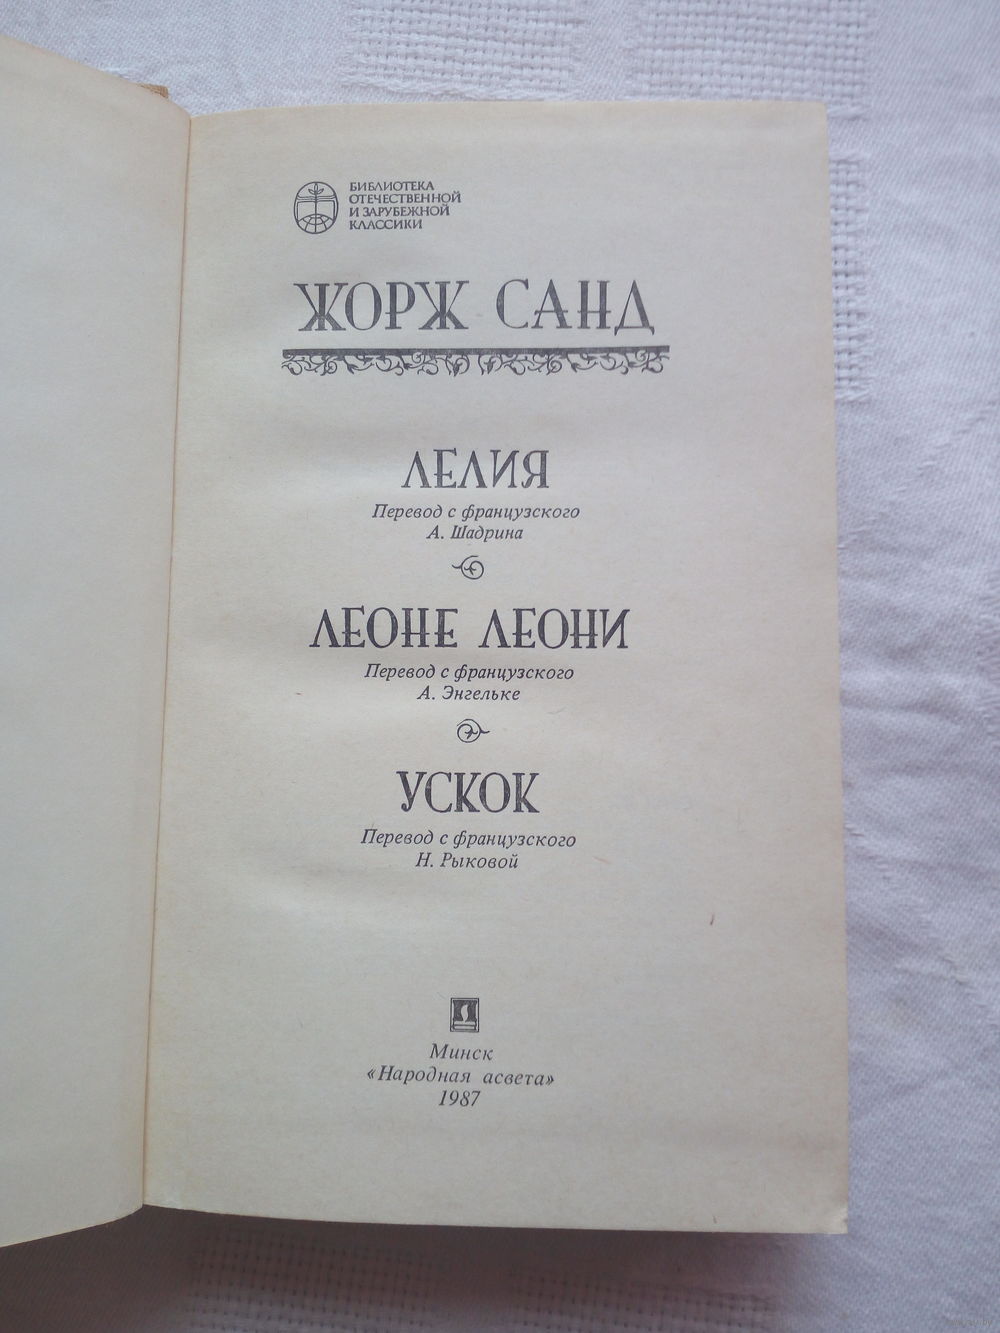 БИБЛИОТЕКА
ОТЕЧЕСТВЕННОЙ
И ЗАРУБЕЖНОЙ
КЛАССИКИ
ЖОРЖ САНД
ЛЕЛИЯ
Перевод с французского
А. Шадрина
ЛЕОНЕ ЛЕОНИ
Перевод с французского
А. Энгельке
УСКОК
Перевод с французского
Н. Рыковой
Минск
«Народная асвета»
1987